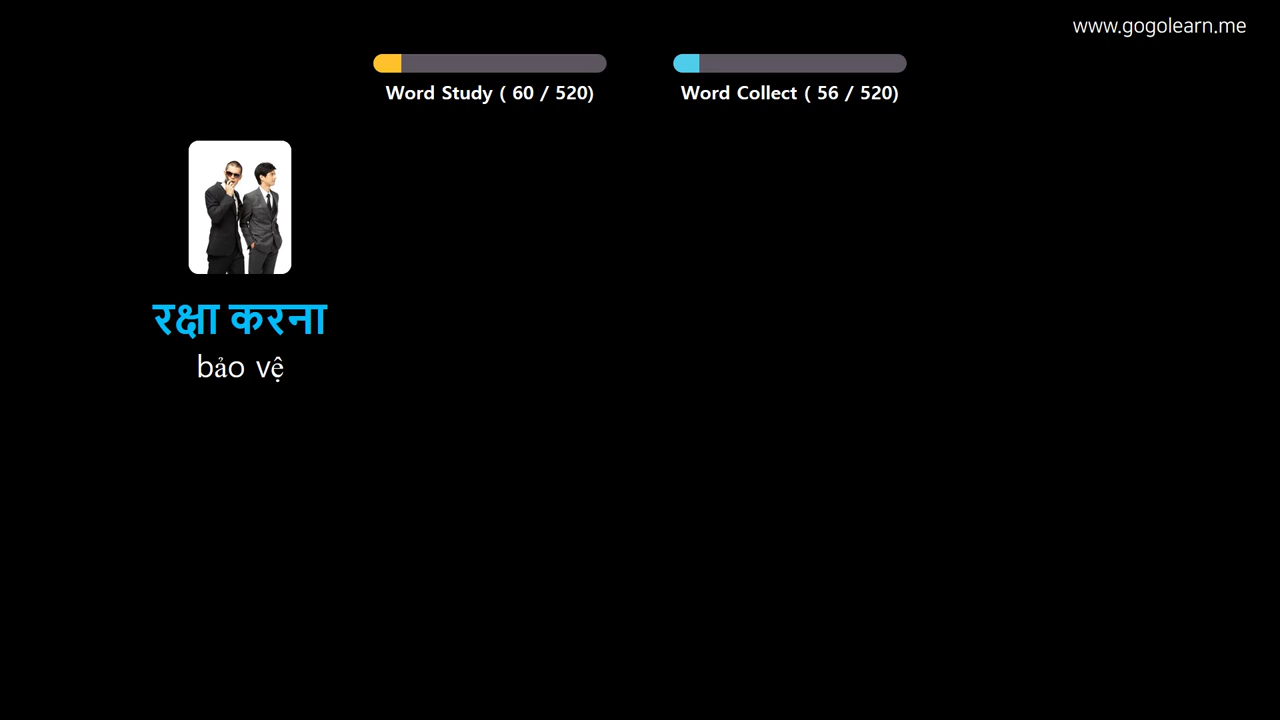 www.gogolearn.me
Word Study ( 60 / 520)
Word Collect ( 56 / 520)
रक्षा करना
bảo vệ